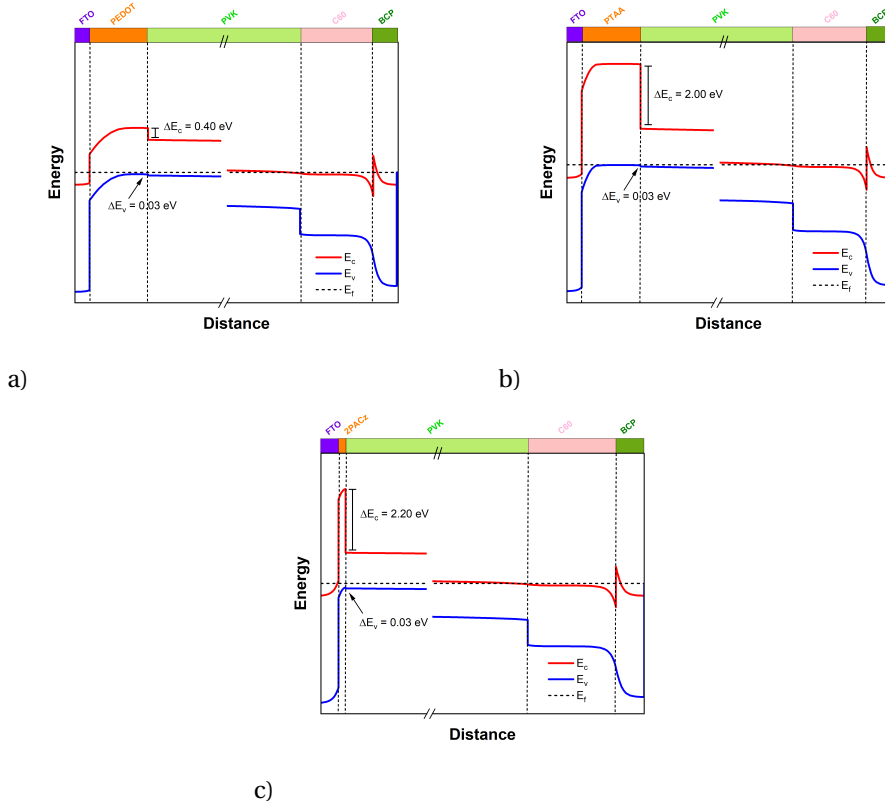 FTO PEDOT PVK C60 BCP
ΔE_c = 0.40 eV
ΔE_v = 0.03 eV
E_c
E_v
E_f
Energy
Distance
a)
FTO PTAA PVK C60 BCP
ΔE_c = 2.00 eV
ΔE_v = 0.03 eV
E_c
E_v
E_f
Energy
Distance
b)
FTO 2PACz PVK C60 BCP
ΔE_c = 2.20 eV
ΔE_v = 0.03 eV
E_c
E_v
E_f
Energy
Distance
c)